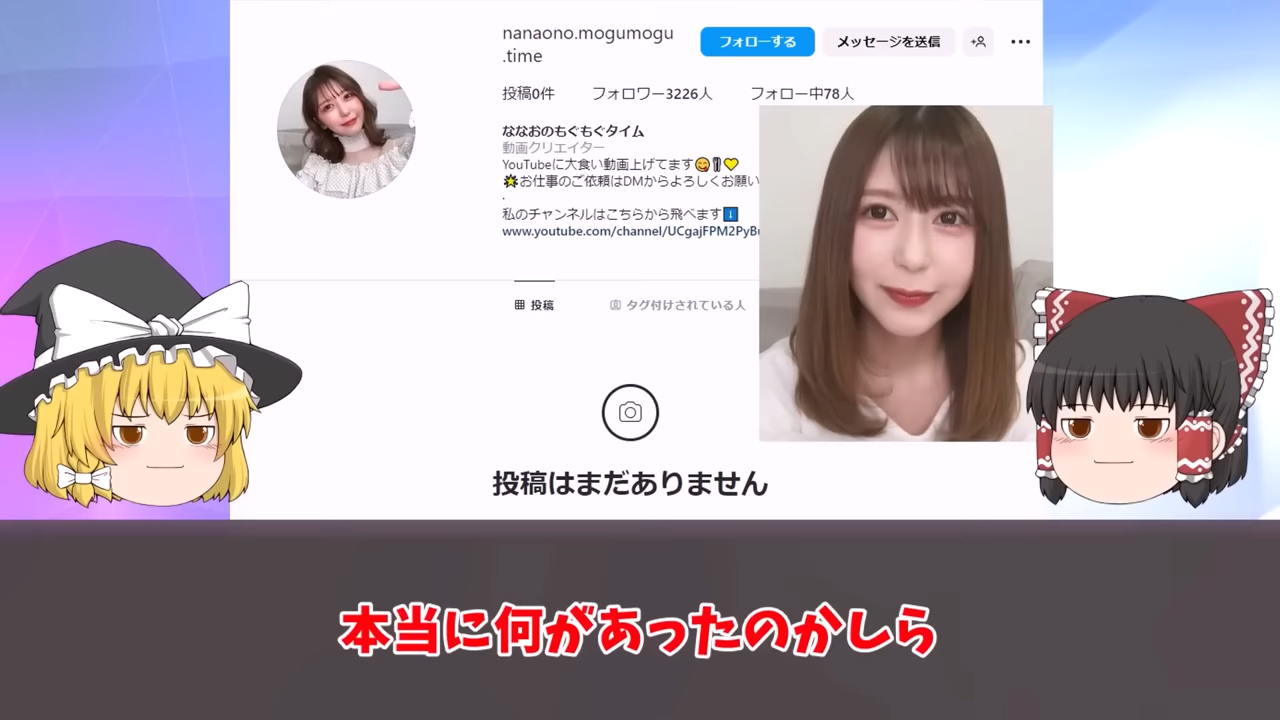 nanaono.mogumogu
.time
フォローする
メッセージを送信
投稿0件 フォロワー3226人 フォロー中78人
ななおのもぐもぐタイム
動画クリエイター
YouTubeに大食い動画上げてます😋🍴💛
🌟お仕事のご依頼はDMからよろしくお願い
.
私のチャンネルはこちらから飛べます⬇️
www.youtube.com/channel/UCgajFPM2PyB
投稿 タグ付けされている人
投稿はまだありません
本当に何があったのかしら